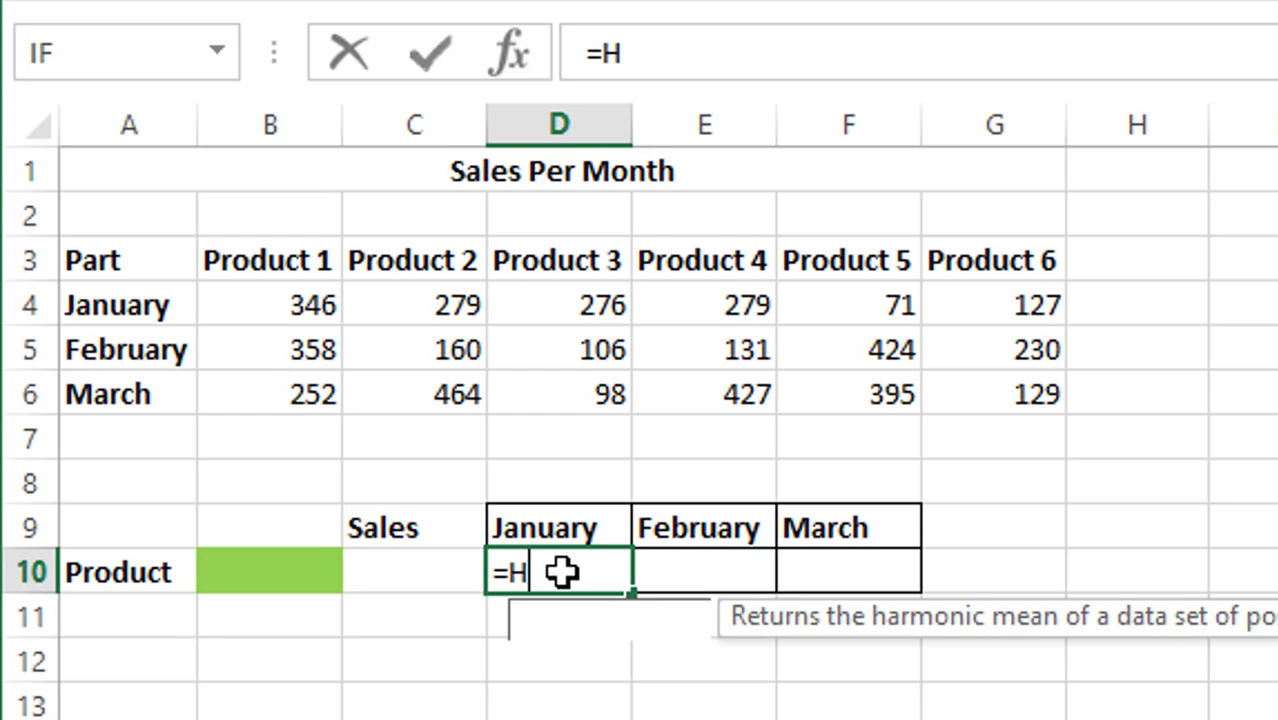 IF fx =H
A B C D E F G H
1 Sales Per Month
2
3 Part Product 1 Product 2 Product 3 Product 4 Product 5 Product 6
4 January 346 279 276 279 71 127
5 February 358 160 106 131 424 230
6 March 252 464 98 427 395 129
7
8
9 Sales January February March
10 Product =H
11 Returns the harmonic mean of a data set of po
12
13